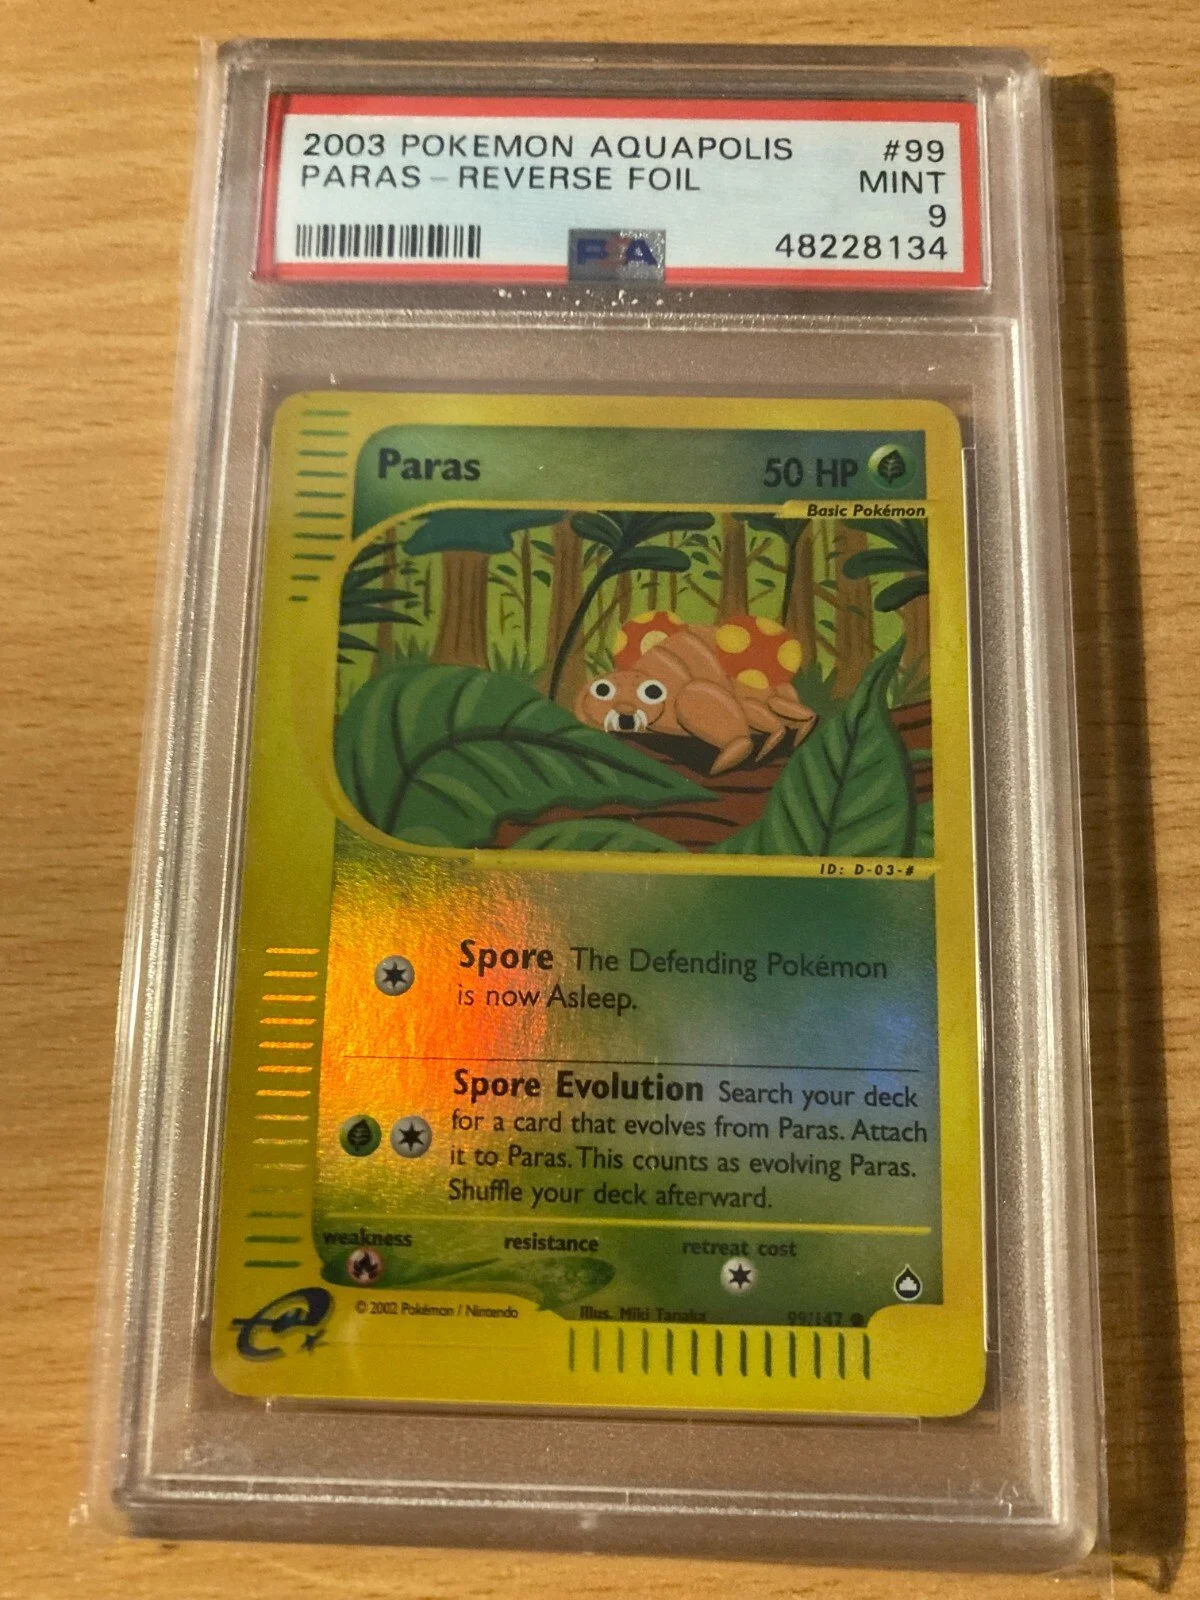 2003 POKEMON AQUAPOLIS #99
PARAS - REVERSE FOIL MINT
9
PSA 48228134
Paras 50 HP
Basic Pokémon
ID: D-03-#
Spore The Defending Pokémon
is now Asleep.
Spore Evolution Search your deck
for a card that evolves from Paras. Attach
it to Paras. This counts as evolving Paras.
Shuffle your deck afterward.
weakness resistance retreat cost
© 2002 Pokémon / Nintendo Illus. Miki Tanaka 99/147
e